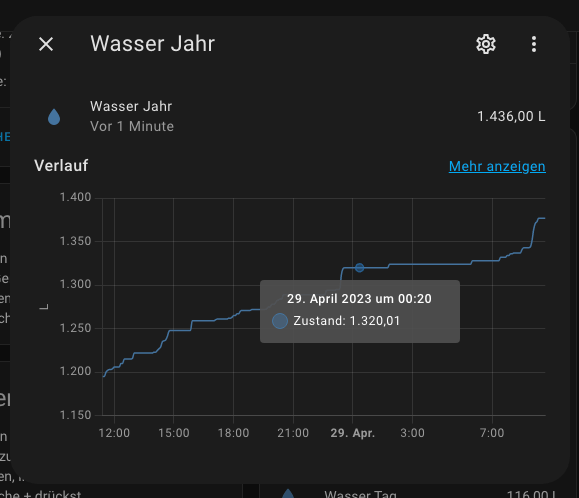 Wasser Jahr
Wasser Jahr
1.436,00 L
Vor 1 Minute
Verlauf
Mehr anzeigen
1.400
1.350
1.300
1.250
1.200
1.150
L
29. April 2023 um 00:20
Zustand: 1.320,01
12:00
15:00
18:00
21:00
29. Apr.
3:00
7:00
che + drückst
Wasser Tag
116,00 L